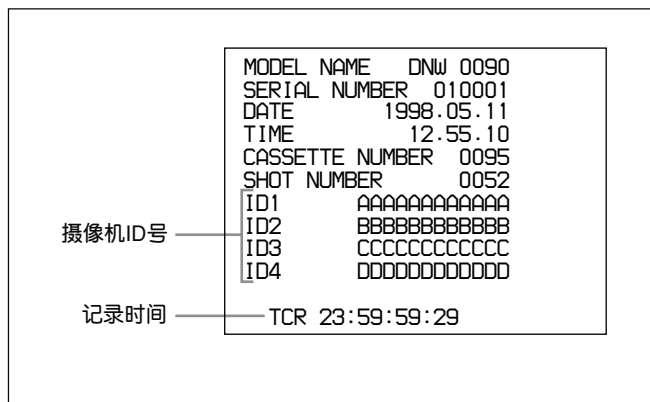 MODEL NAME DNW 0090
SERIAL NUMBER 010001
DATE 1998.05.11
TIME 12.55.10
CASSETTE NUMBER 0095
SHOT NUMBER 0052
摄像机ID号
ID1 AAAAAAAAAAAA
ID2 BBBBBBBBBBBB
ID3 CCCCCCCCCCCC
ID4 DDDDDDDDDDDD
记录时间
TCR 23:59:59:29